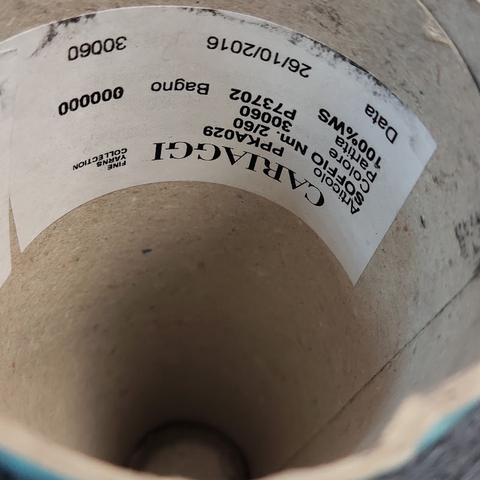 CARIAGGI FINE YARNS COLLECTION
Articolo PPKA029
SOFFIO Nm. 2/60
Colore 30060
Partita P73702 Bagno 000000
100%WS
Data 26/10/2016 30060